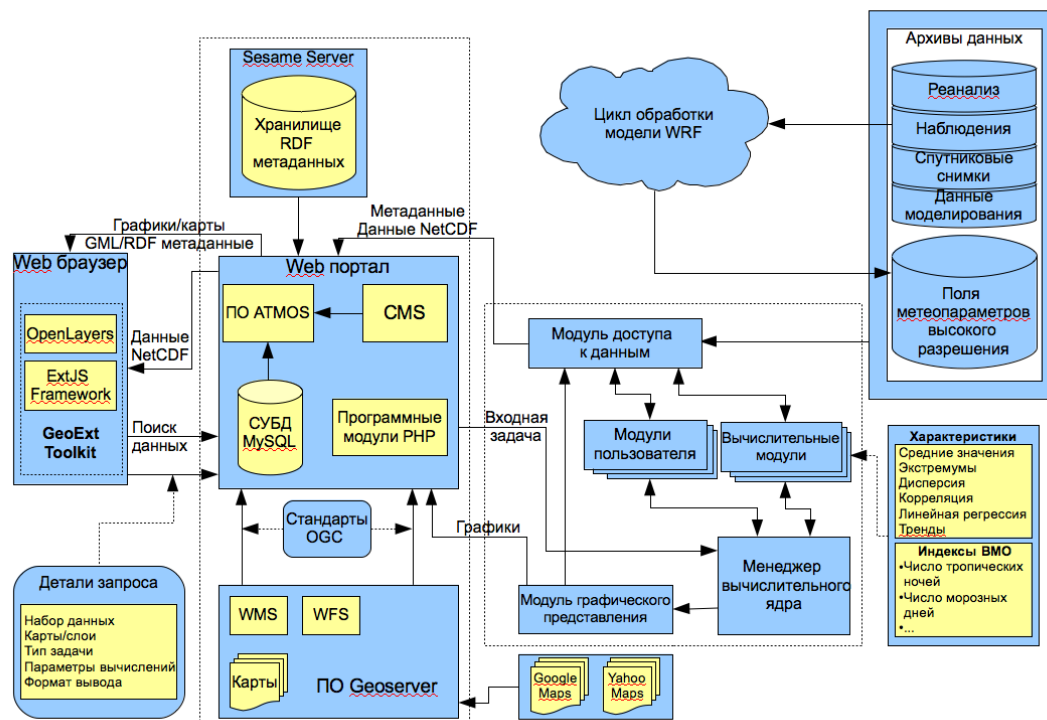 Sesame Server
Хранилище
RDF
метаданных
Цикл обработки
модели WRF
Архивы данных
Реанализ
Наблюдения
Спутниковые
снимки
Данные
моделирования
Поля
метеопараметров
высокого
разрешения
Графики/карты
GML/RDF метаданные
Метаданные
Данные NetCDF
Web браузер
OpenLayers
ExtJS
Framework
GeoExt
Toolkit
Данные
NetCDF
Поиск
данных
Web портал
ПО ATMOS
CMS
СУБД
MySQL
Программные
модули PHP
Входная
задача
Модуль доступа
к данным
Модули
пользователя
Вычислительные
модули
Характеристики
Средние значения
Экстремумы
Дисперсия
Корреляция
Линейная регрессия
Тренды
Индексы ВМО
•Число тропических
ночей
•Число морозных
дней
•...
Стандарты
OGC
Графики
Менеджер
вычислительного
ядра
Модуль графического
представления
Детали запроса
Набор данных
Карты/слои
Тип задачи
Параметры вычислений
Формат вывода
WMS
WFS
Карты
ПО Geoserver
Google
Maps
Yahoo
Maps